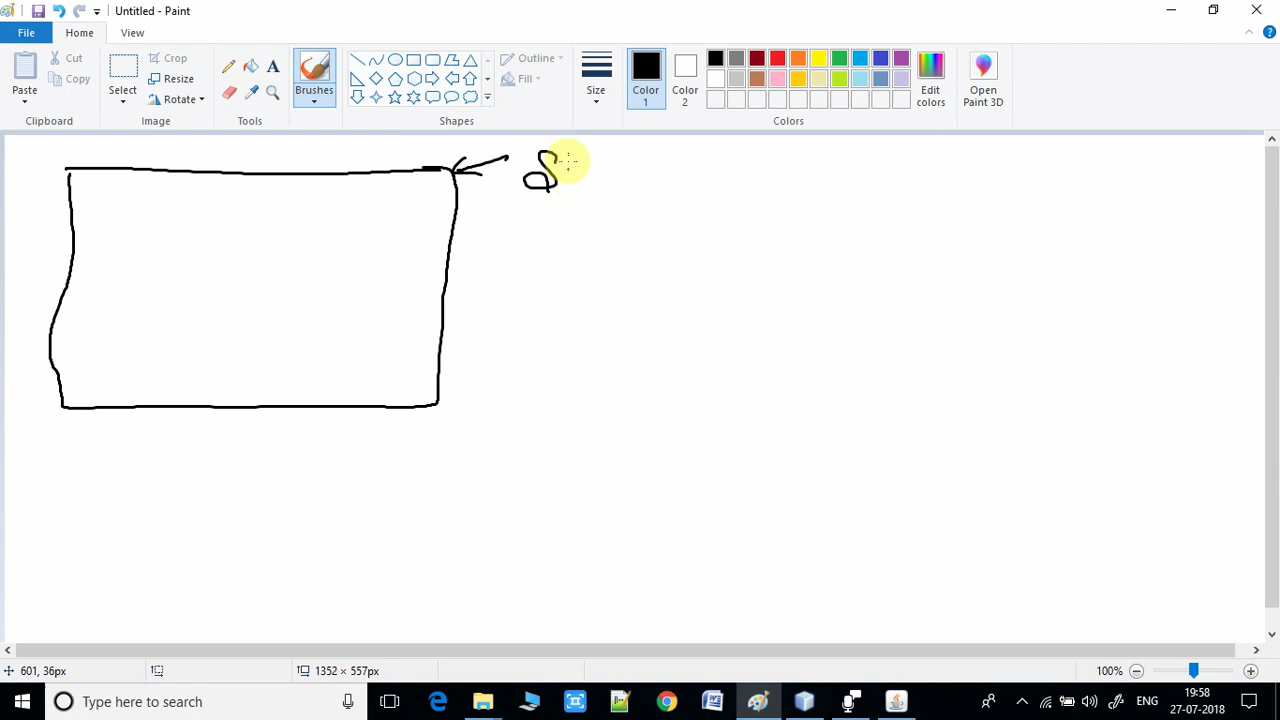 Untitled - Paint
File Home View
Paste Cut Copy
Clipboard
Select Crop Resize Rotate
Image
A
Tools
Brushes
Outline Fill
Shapes
Size
Color 1 Color 2
Edit colors
Colors
Open Paint 3D
S
601, 36px 1352 × 557px 100%
Type here to search
ENG 19:58 27-07-2018